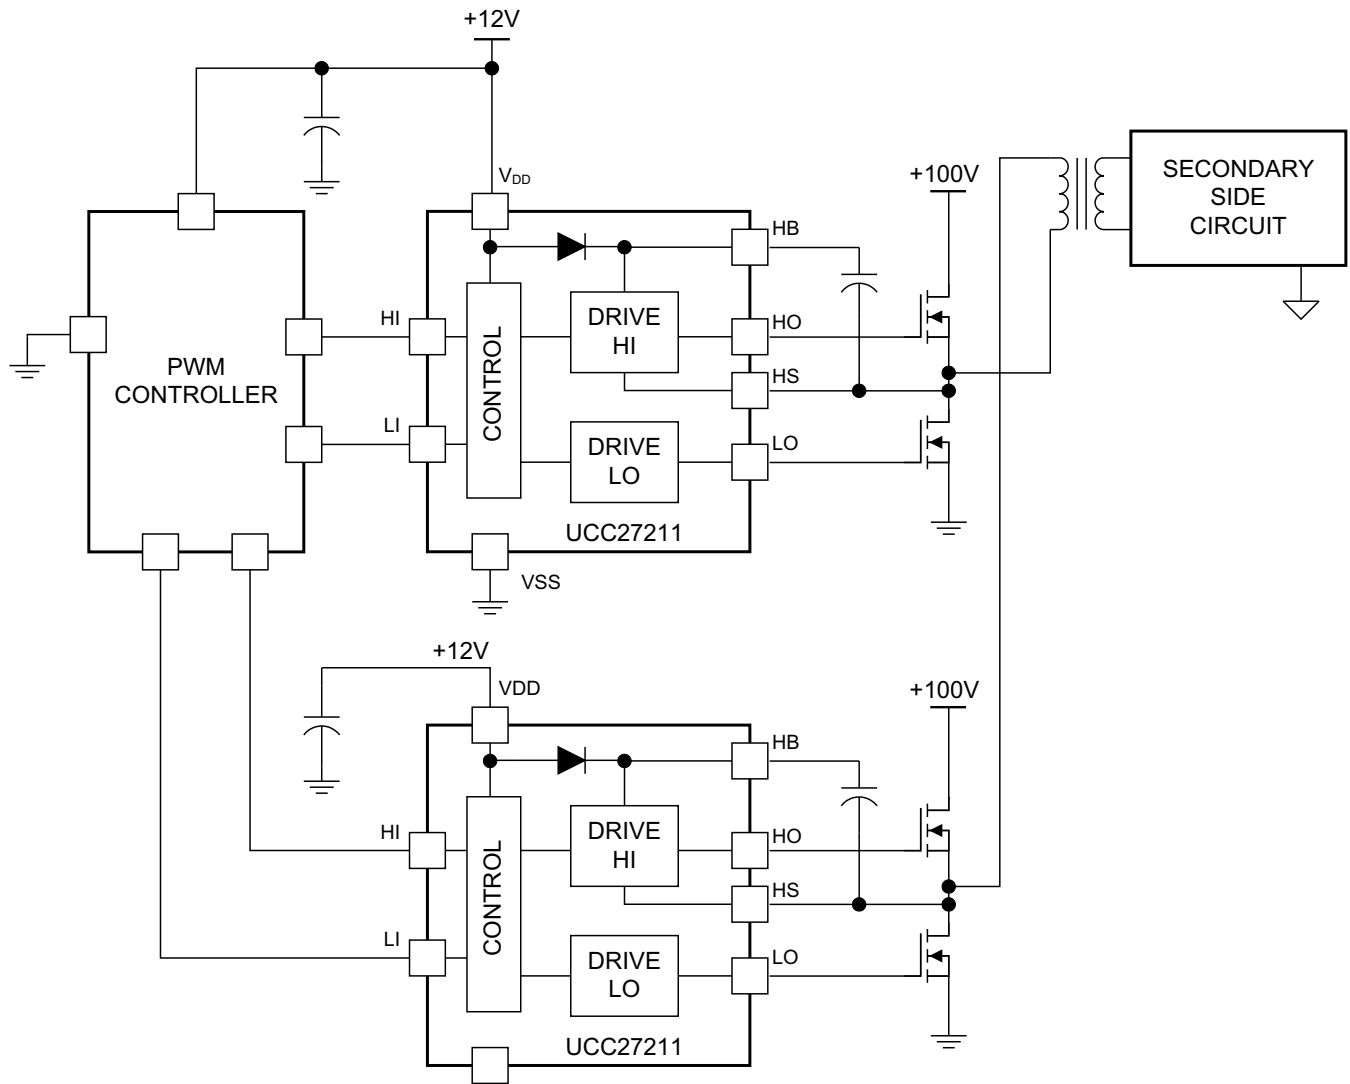 +12V
V_DD
+100V
SECONDARY
SIDE
CIRCUIT
HB
HI
DRIVE
HI
HO
PWM
CONTROLLER
CONTROL
HS
LI
DRIVE
LO
LO
UCC27211
VSS
+12V
VDD
+100V
HB
HI
DRIVE
HI
HO
CONTROL
HS
LI
DRIVE
LO
LO
UCC27211